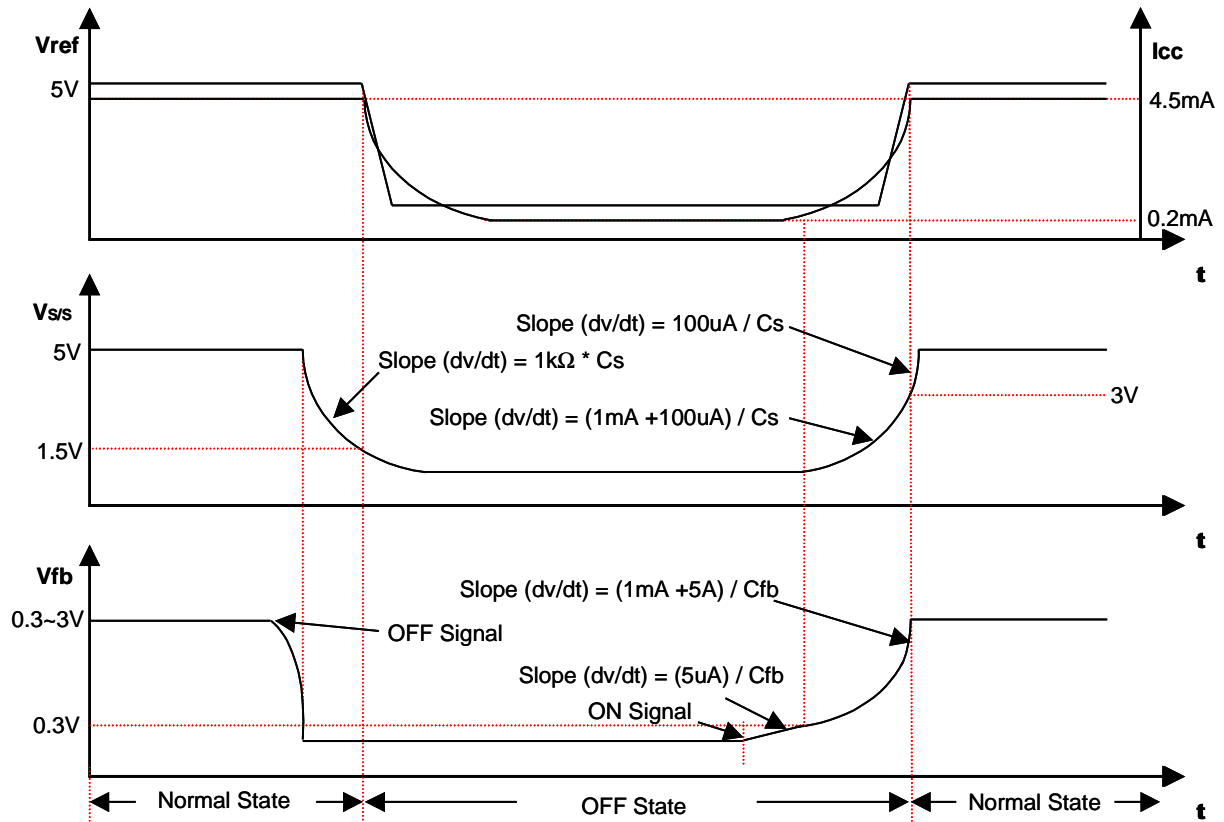 Vref
Icc
5V
4.5mA
0.2mA
t
Vs/s
Slope (dv/dt) = 100uA / Cs
5V
Slope (dv/dt) = 1kΩ * Cs
3V
Slope (dv/dt) = (1mA +100uA) / Cs
1.5V
t
Vfb
Slope (dv/dt) = (1mA +5A) / Cfb
0.3~3V
OFF Signal
Slope (dv/dt) = (5uA) / Cfb
ON Signal
0.3V
Normal State
OFF State
Normal State
t